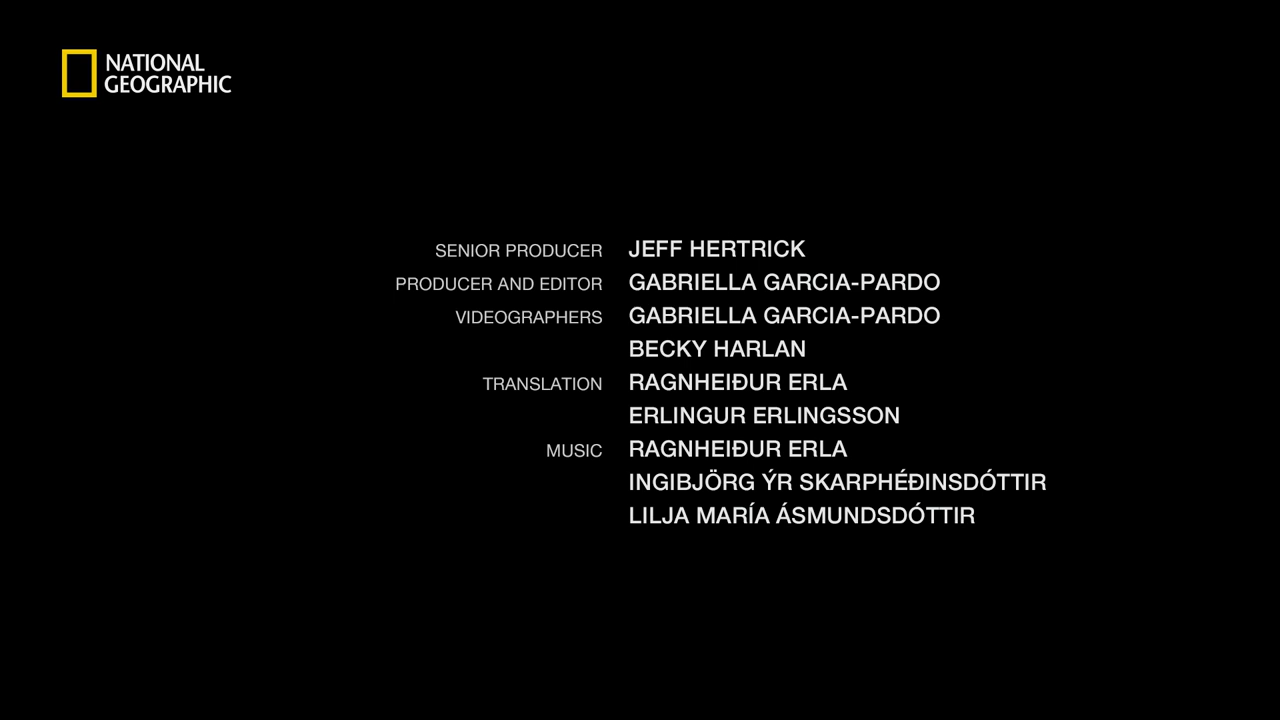 NATIONAL
GEOGRAPHIC
SENIOR PRODUCER JEFF HERTRICK
PRODUCER AND EDITOR GABRIELLA GARCIA-PARDO
VIDEOGRAPHERS GABRIELLA GARCIA-PARDO
BECKY HARLAN
TRANSLATION RAGNHEIÐUR ERLA
ERLINGUR ERLINGSSON
MUSIC RAGNHEIÐUR ERLA
INGIBJÖRG ÝR SKARPHÉÐINSDÓTTIR
LILJA MARÍA ÁSMUNDSDÓTTIR